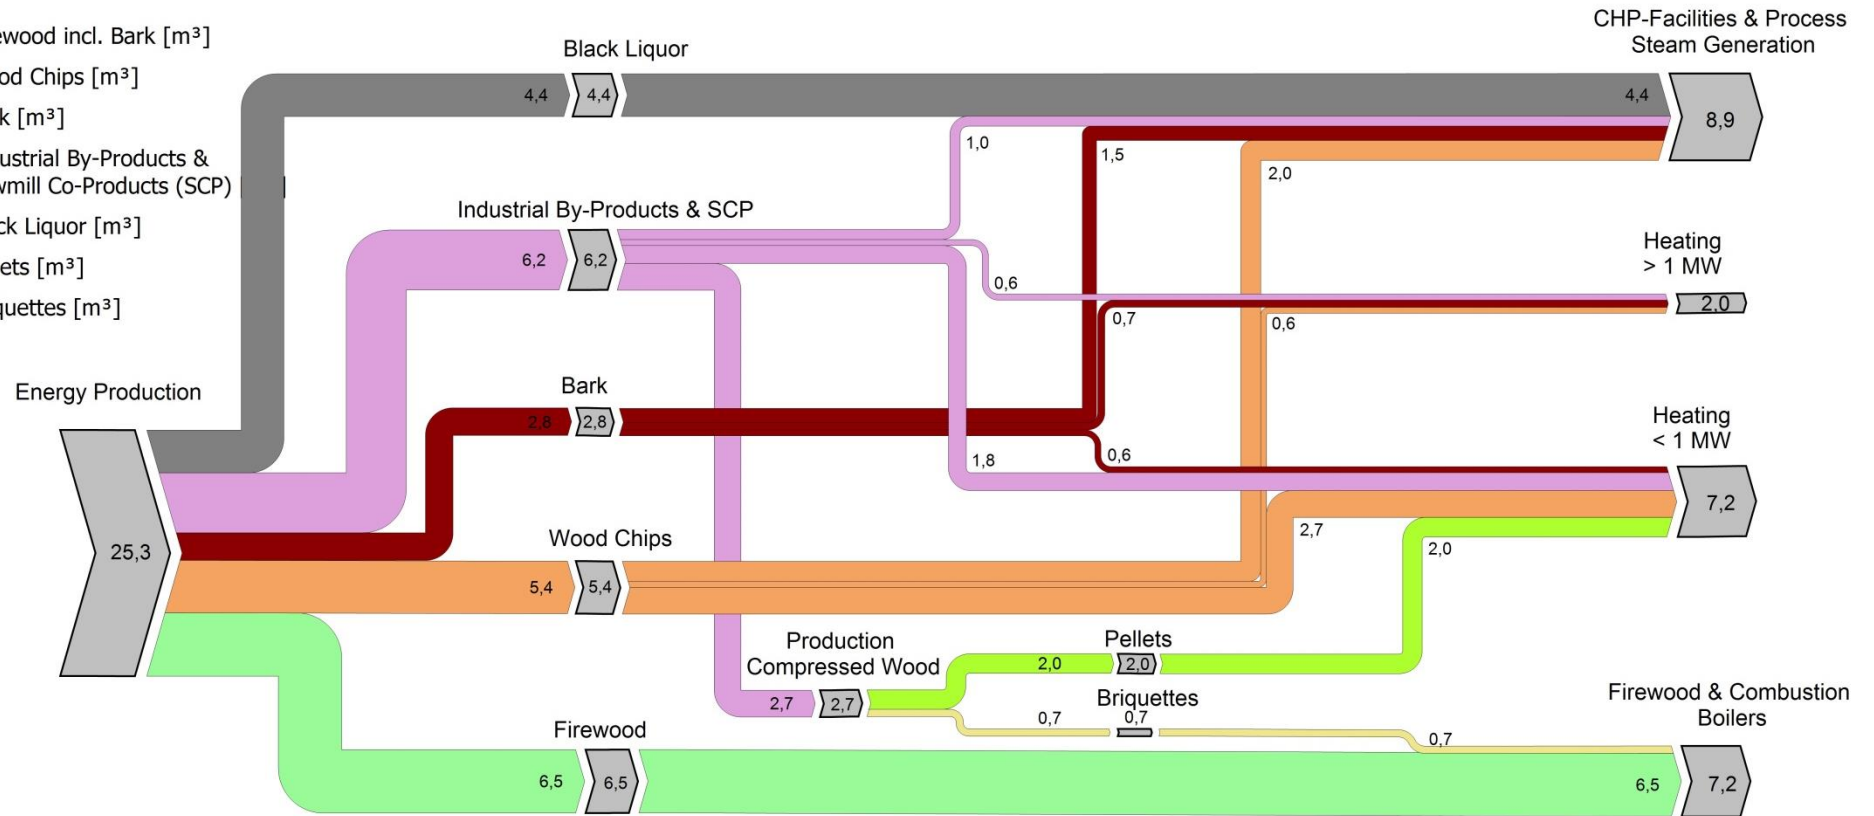 ewood incl. Bark [m³]
od Chips [m³]
k [m³]
ustrial By-Products &
wmill Co-Products (SCP)
ck Liquor [m³]
ets [m³]
quettes [m³]
Energy Production
25,3
Black Liquor
4,4
4,4
4,4
Industrial By-Products & SCP
6,2
6,2
1,0
0,6
1,8
Bark
2,8
2,8
1,5
0,7
0,6
Wood Chips
5,4
5,4
2,0
0,6
2,7
Production
Compressed Wood
2,7
2,7
Pellets
2,0
2,0
2,0
Briquettes
0,7
0,7
0,7
Firewood
6,5
6,5
6,5
CHP-Facilities & Process
Steam Generation
8,9
Heating
> 1 MW
2,0
Heating
< 1 MW
7,2
Firewood & Combustion
Boilers
7,2